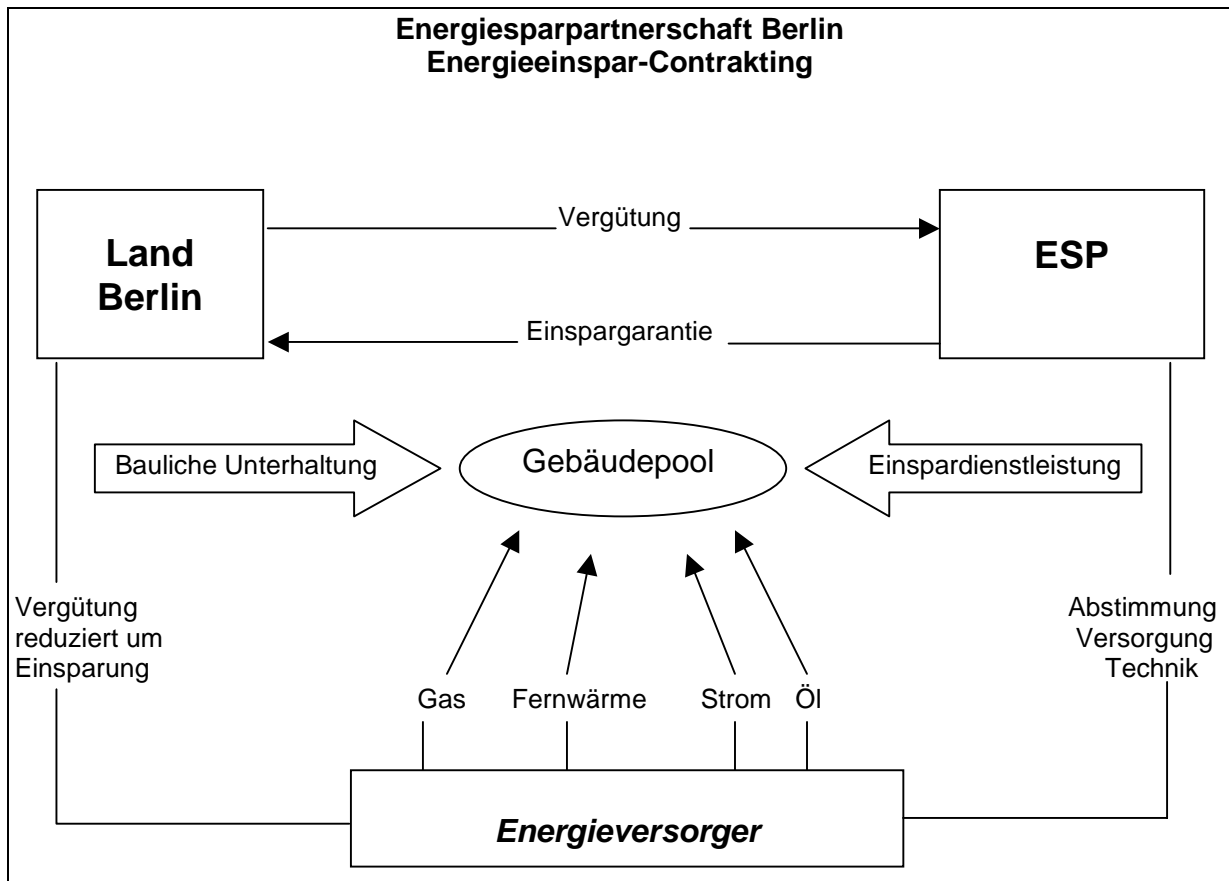 Energiesparpartnerschaft Berlin
Energieeinspar-Contrakting
Land
Berlin
Vergütung
ESP
Einspargarantie
Bauliche Unterhaltung
Gebäudepool
Einspardienstleistung
Vergütung
reduziert um
Einsparung
Abstimmung
Versorgung
Technik
Gas
Fernwärme
Strom
Öl
Energieversorger